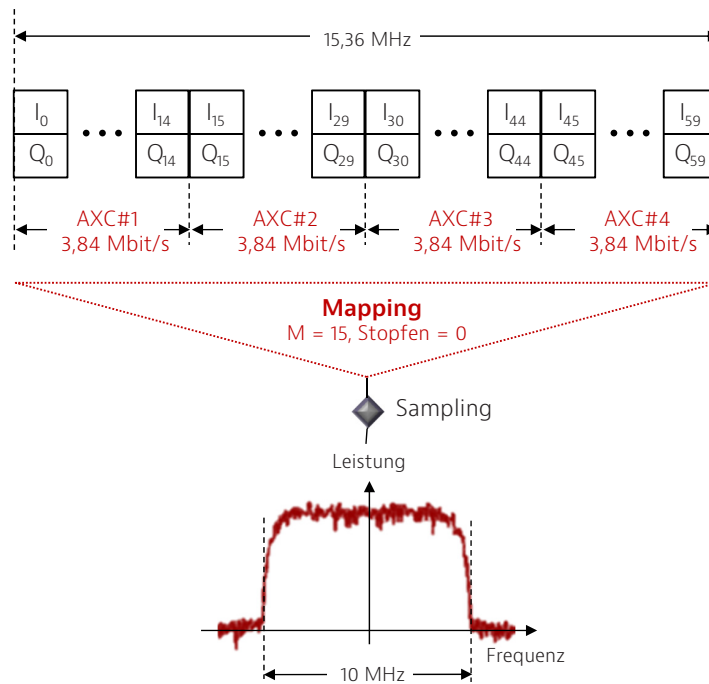 15,36 MHz
I0 I14 I15 I29 I30 I44 I45 I59
Q0 Q14 Q15 Q29 Q30 Q44 Q45 Q59
AXC#1 AXC#2 AXC#3 AXC#4
3,84 Mbit/s 3,84 Mbit/s 3,84 Mbit/s 3,84 Mbit/s
Mapping
M = 15, Stopfen = 0
Sampling
Leistung
Frequenz
10 MHz